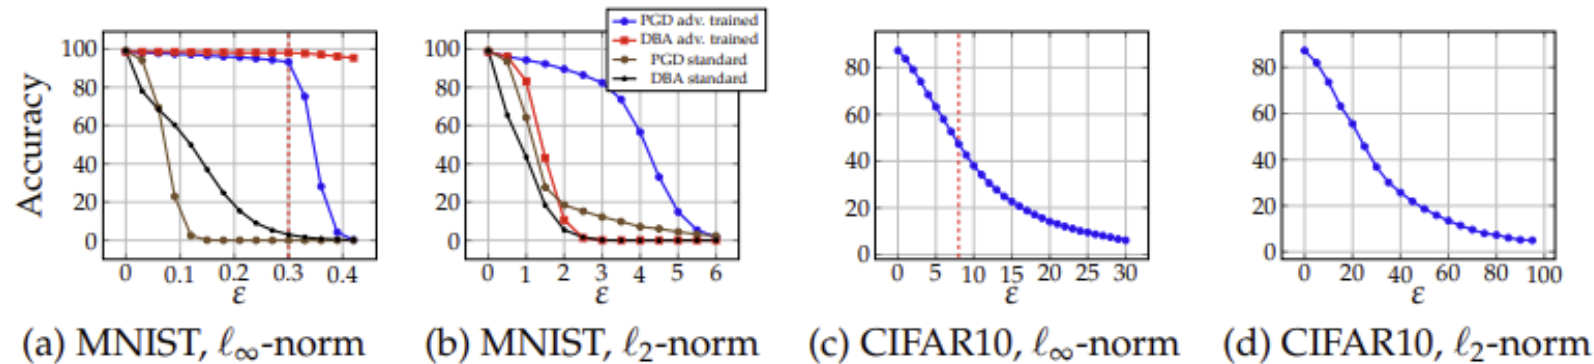 PGD adv. trained
DBA adv. trained
PGD standard
DBA standard
Accuracy
100
80
60
40
20
0
0 0.1 0.2 0.3 0.4
ε
(a) MNIST, ℓ∞-norm
100
80
60
40
20
0
0 1 2 3 4 5 6
ε
(b) MNIST, ℓ2-norm
80
60
40
20
0
0 5 10 15 20 25 30
ε
(c) CIFAR10, ℓ∞-norm
80
60
40
20
0
0 20 40 60 80 100
ε
(d) CIFAR10, ℓ2-norm